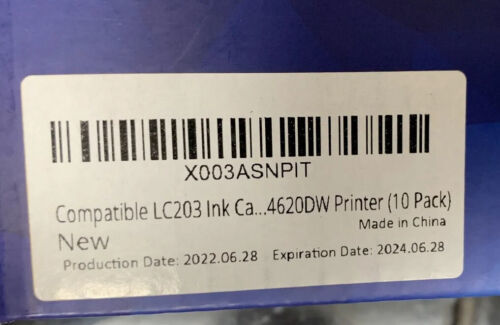 X003ASNPIT
Compatible LC203 Ink Ca...4620DW Printer (10 Pack)
Made in China
New
Production Date: 2022.06.28 Expiration Date: 2024.06.28